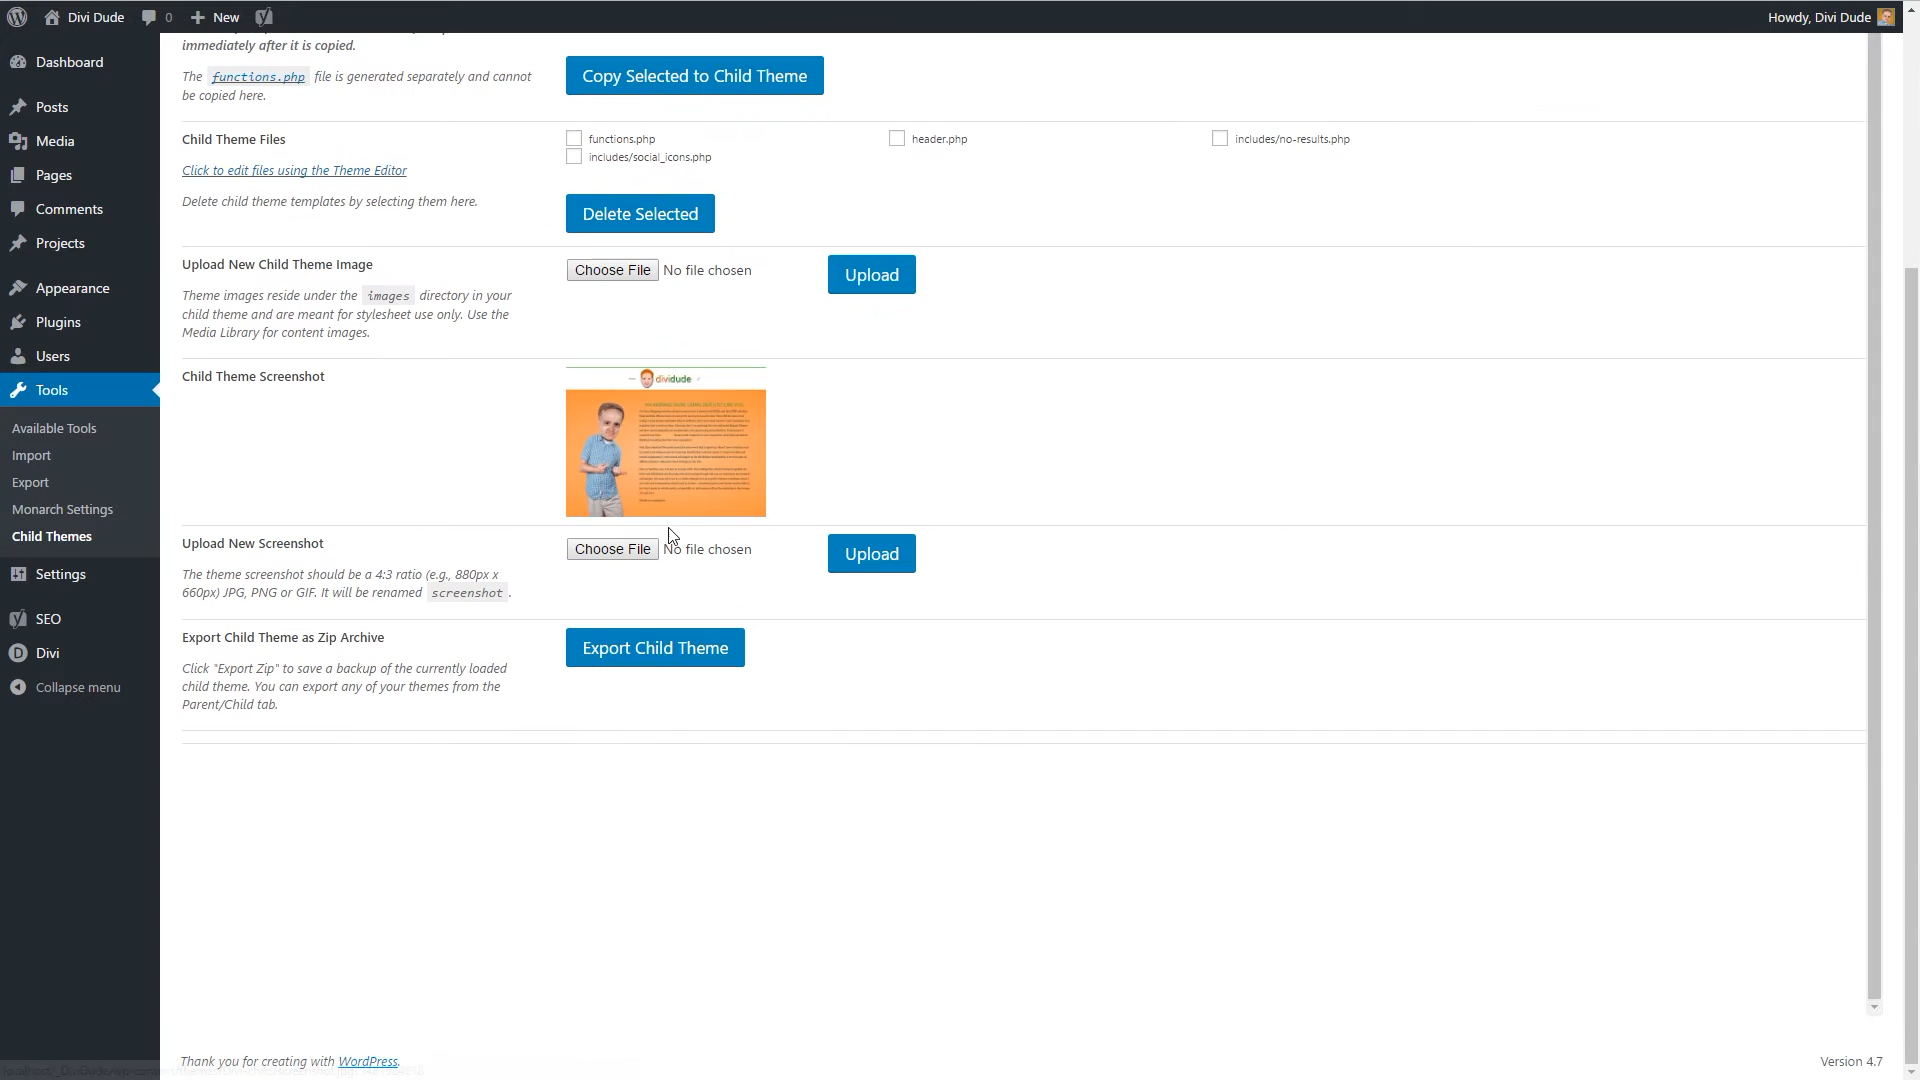 Divi Dude
0
New
Howdy, Divi Dude
Dashboard
Posts
Media
Pages
Comments
Projects
Appearance
Plugins
Users
Tools
Available Tools
Import
Export
Monarch Settings
Child Themes
Settings
SEO
Divi
Collapse menu
immediately after it is copied.
The functions.php file is generated separately and cannot
be copied here.
Copy Selected to Child Theme
Child Theme Files
Click to edit files using the Theme Editor
Delete child theme templates by selecting them here.
functions.php
header.php
includes/no-results.php
includes/social_icons.php
Delete Selected
Upload New Child Theme Image
Theme images reside under the images directory in your
child theme and are meant for stylesheet use only. Use the
Media Library for content images.
Choose File No file chosen
Upload
Child Theme Screenshot
dividude
Upload New Screenshot
The theme screenshot should be a 4:3 ratio (e.g., 880px x
660px) JPG, PNG or GIF. It will be renamed screenshot .
Choose File No file chosen
Upload
Export Child Theme as Zip Archive
Click "Export Zip" to save a backup of the currently loaded
child theme. You can export any of your themes from the
Parent/Child tab.
Export Child Theme
Thank you for creating with WordPress.
Version 4.7